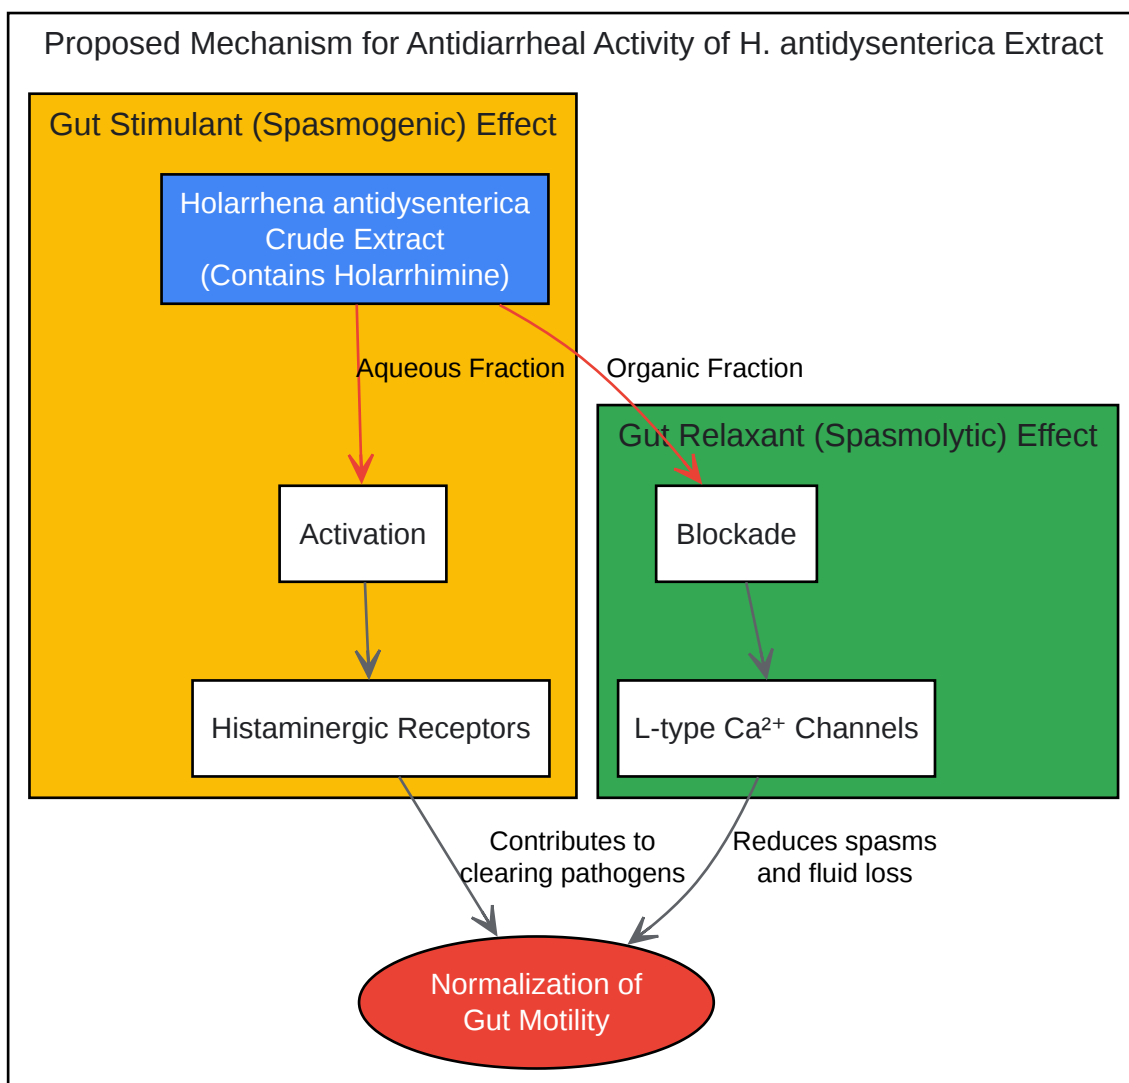 Proposed Mechanism for Antidiarrheal Activity of H. antidysenterica Extract
Gut Stimulant (Spasmogenic) Effect
Holarrhena antidysenterica
Crude Extract
(Contains Holarrhimine)
Aqueous Fraction
Organic Fraction
Gut Relaxant (Spasmolytic) Effect
Activation
Blockade
Histaminergic Receptors
L-type Ca²⁺ Channels
Contributes to
clearing pathogens
Reduces spasms
and fluid loss
Normalization of
Gut Motility